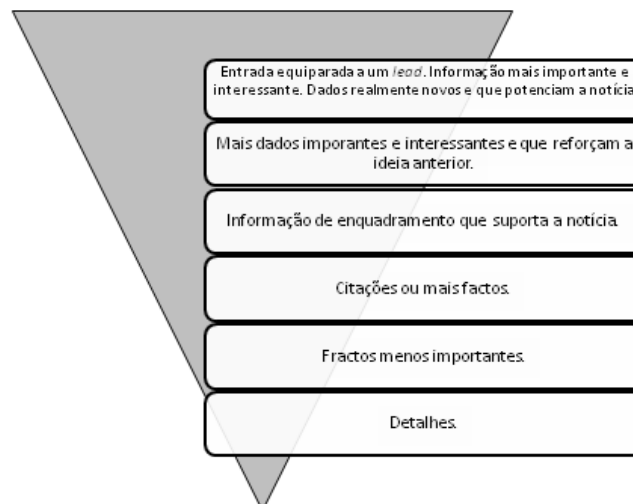 Entrada equiparada a um lead. Informação mais importante e
interessante. Dados realmente novos e que potenciam a notícia
Mais dados imporantes e interessantes e que reforçam a
ideia anterior.
Informação de enquadramento que suporta a notícia.
Citações ou mais factos.
Fractos menos importantes.
Detalhes.